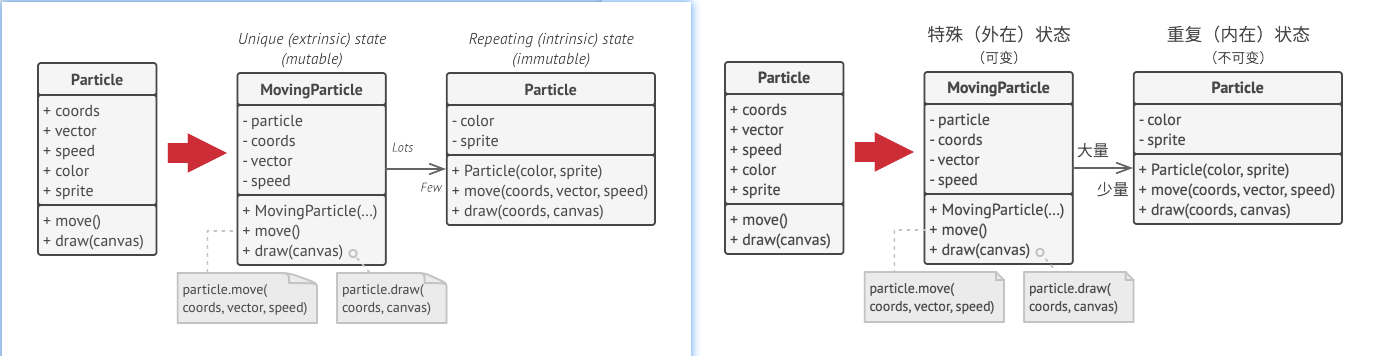 Unique (extrinsic) state
(mutable)
Repeating (intrinsic) state
(immutable)
Particle
+ coords
+ vector
+ speed
+ color
+ sprite
+ move()
+ draw(canvas)
MovingParticle
- particle
- coords
- vector
- speed
+ MovingParticle(...)
+ move()
+ draw(canvas)
Lots
Few
Particle
- color
- sprite
+ Particle(color, sprite)
+ move(coords, vector, speed)
+ draw(coords, canvas)
particle.move(
coords, vector, speed)
particle.draw(
coords, canvas)
特殊（外在）状态
（可变）
重复（内在）状态
（不可变）
Particle
+ coords
+ vector
+ speed
+ color
+ sprite
+ move()
+ draw(canvas)
MovingParticle
- particle
- coords
- vector
- speed
+ MovingParticle(...)
+ move()
+ draw(canvas)
大量
少量
Particle
- color
- sprite
+ Particle(color, sprite)
+ move(coords, vector, speed)
+ draw(coords, canvas)
particle.move(
coords, vector, speed)
particle.draw(
coords, canvas)